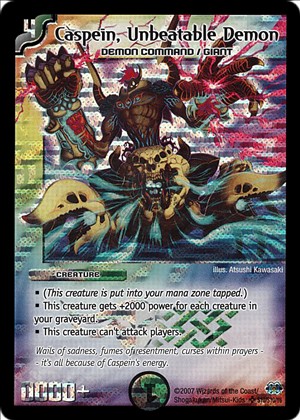 4
Caspein, Unbeatable Demon
DEMON COMMAND / GIANT
illus. Atsushi Kawasaki
CREATURE
• (This creature is put into your mana zone tapped.)
• This creature gets +2000 power for each creature
in your graveyard.
• This creature can't attack players.
Wails of sadness, fumes of resentment, curses within prayers -
- it's all because of Caspein's energy.
1000+
1
©2007 Wizards of the Coast/
Shogakukan/Mitsui-Kids